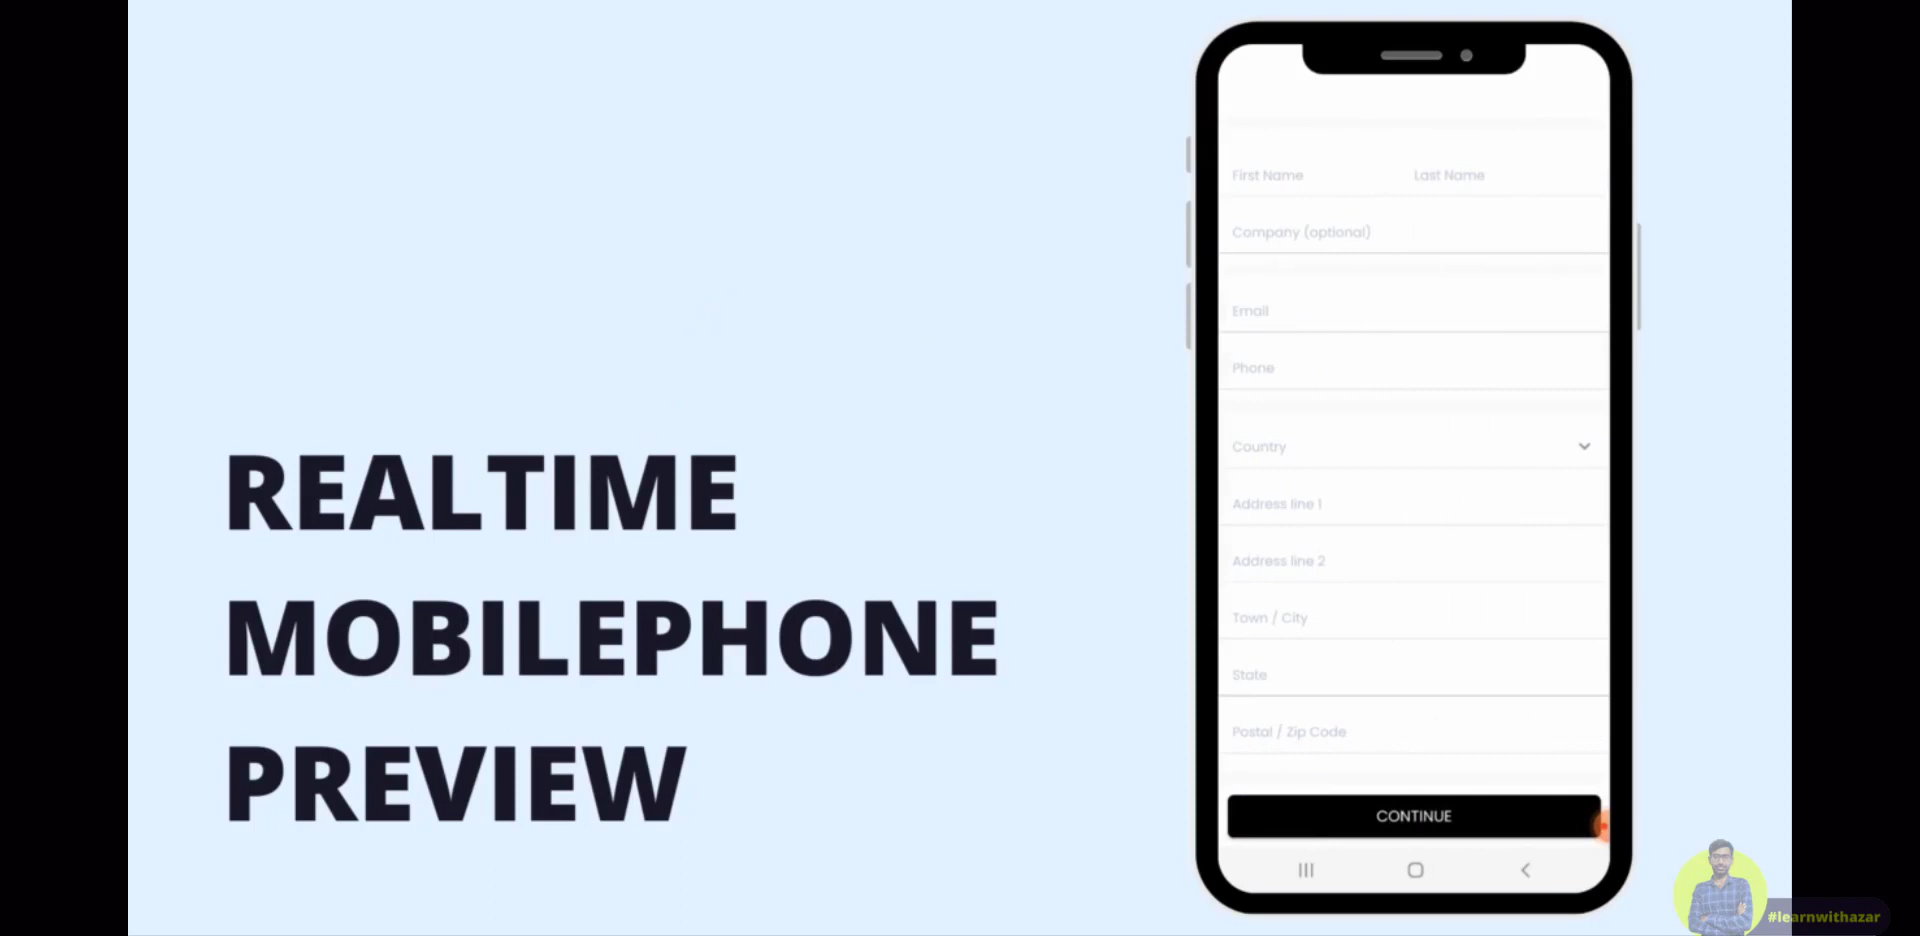 REALTIME
MOBILEPHONE
PREVIEW
First Name Last Name
Company (optional)
Email
Phone
Country
Address line 1
Address line 2
Town / City
State
Postal / Zip Code
CONTINUE
#learnwithazar